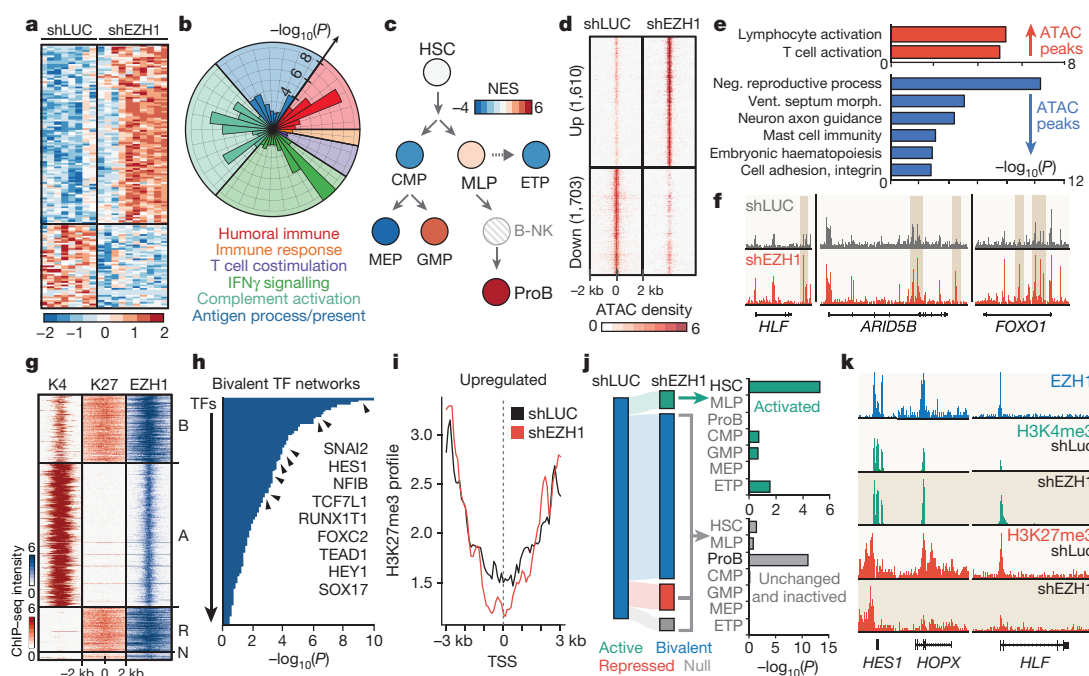 a
shLUC shEZH1
−2 −1 0 1 2
b
−log10(P)
4 6 8
Humoral immune
Immune response
T cell costimulation
IFNγ signalling
Complement activation
Antigen process/present
c
HSC
NES
−4 6
CMP
MLP
ETP
MEP
GMP
B-NK
ProB
d
shLUC shEZH1
Up (1,610)
Down (1,703)
−2 kb 2 kb
ATAC density
0 6
e
Lymphocyte activation
T cell activation
ATAC peaks
0 8
Neg. reproductive process
Vent. septum morph.
Neuron axon guidance
Mast cell immunity
Embryonic haematopoiesis
Cell adhesion, integrin
ATAC peaks
−log10(P)
0 12
f
shLUC
shEZH1
HLF ARID5B FOXO1
g
K4 K27 EZH1
B
A
R
N
ChIP–seq intensity
0 6
0 6
−2 kb 0 2 kb
h
Bivalent TF networks
TFs
SNAI2
HES1
NFIB
TCF7L1
RUNX1T1
FOXC2
TEAD1
HEY1
SOX17
0 2 4 6 8 10
−log10(P)
i
Upregulated
shLUC
shEZH1
H3K27me3 profile
3.0
2.5
2
1.5
−3 kb 0 3 kb
TSS
j
shLUC shEZH1
HSC
MLP
ProB
CMP
GMP
MEP
ETP
Activated
0 2 4 6
HSC
MLP
ProB
CMP
GMP
MEP
ETP
Unchanged and inactived
0 5 10 15
−log10(P)
Active Bivalent
Repressed Null
k
EZH1
H3K4me3
shLuc
shEZH1
H3K27me3
shLuc
shEZH1
HES1 HOPX HLF